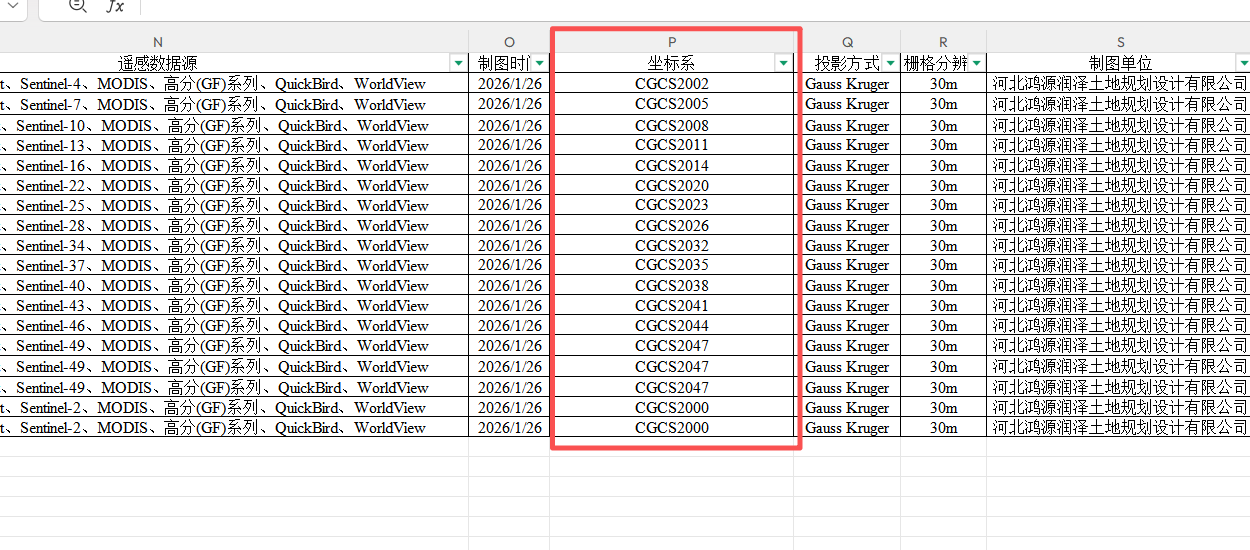 fx
N O P Q R S
遥感数据源 制图时间 坐标系 投影方式 栅格分辨 制图单位
t、Sentinel-4、MODIS、高分(GF)系列、QuickBird、WorldView 2026/1/26 CGCS2002 Gauss Kruger 30m 河北鸿源润泽土地规划设计有限公司
、Sentinel-7、MODIS、高分(GF)系列、QuickBird、WorldView 2026/1/26 CGCS2005 Gauss Kruger 30m 河北鸿源润泽土地规划设计有限公司
、Sentinel-10、MODIS、高分(GF)系列、QuickBird、WorldView 2026/1/26 CGCS2008 Gauss Kruger 30m 河北鸿源润泽土地规划设计有限公司
、Sentinel-13、MODIS、高分(GF)系列、QuickBird、WorldView 2026/1/26 CGCS2011 Gauss Kruger 30m 河北鸿源润泽土地规划设计有限公司
、Sentinel-16、MODIS、高分(GF)系列、QuickBird、WorldView 2026/1/26 CGCS2014 Gauss Kruger 30m 河北鸿源润泽土地规划设计有限公司
、Sentinel-22、MODIS、高分(GF)系列、QuickBird、WorldView 2026/1/26 CGCS2020 Gauss Kruger 30m 河北鸿源润泽土地规划设计有限公司
、Sentinel-25、MODIS、高分(GF)系列、QuickBird、WorldView 2026/1/26 CGCS2023 Gauss Kruger 30m 河北鸿源润泽土地规划设计有限公司
、Sentinel-28、MODIS、高分(GF)系列、QuickBird、WorldView 2026/1/26 CGCS2026 Gauss Kruger 30m 河北鸿源润泽土地规划设计有限公司
、Sentinel-34、MODIS、高分(GF)系列、QuickBird、WorldView 2026/1/26 CGCS2032 Gauss Kruger 30m 河北鸿源润泽土地规划设计有限公司
、Sentinel-37、MODIS、高分(GF)系列、QuickBird、WorldView 2026/1/26 CGCS2035 Gauss Kruger 30m 河北鸿源润泽土地规划设计有限公司
、Sentinel-40、MODIS、高分(GF)系列、QuickBird、WorldView 2026/1/26 CGCS2038 Gauss Kruger 30m 河北鸿源润泽土地规划设计有限公司
、Sentinel-43、MODIS、高分(GF)系列、QuickBird、WorldView 2026/1/26 CGCS2041 Gauss Kruger 30m 河北鸿源润泽土地规划设计有限公司
、Sentinel-46、MODIS、高分(GF)系列、QuickBird、WorldView 2026/1/26 CGCS2044 Gauss Kruger 30m 河北鸿源润泽土地规划设计有限公司
、Sentinel-49、MODIS、高分(GF)系列、QuickBird、WorldView 2026/1/26 CGCS2047 Gauss Kruger 30m 河北鸿源润泽土地规划设计有限公司
、Sentinel-49、MODIS、高分(GF)系列、QuickBird、WorldView 2026/1/26 CGCS2047 Gauss Kruger 30m 河北鸿源润泽土地规划设计有限公司
、Sentinel-49、MODIS、高分(GF)系列、QuickBird、WorldView 2026/1/26 CGCS2047 Gauss Kruger 30m 河北鸿源润泽土地规划设计有限公司
t、Sentinel-2、MODIS、高分(GF)系列、QuickBird、WorldView 2026/1/26 CGCS2000 Gauss Kruger 30m 河北鸿源润泽土地规划设计有限公司
t、Sentinel-2、MODIS、高分(GF)系列、QuickBird、WorldView 2026/1/26 CGCS2000 Gauss Kruger 30m 河北鸿源润泽土地规划设计有限公司